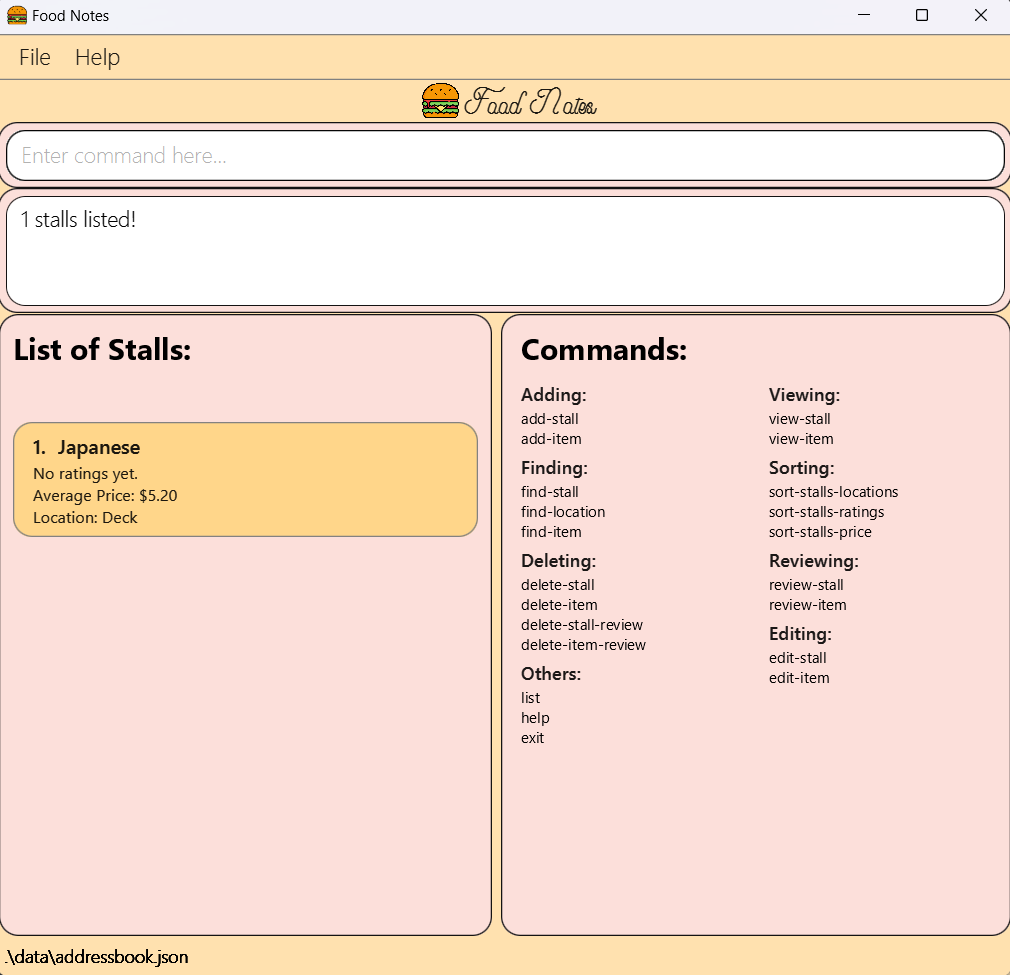 Food Notes
File Help
Food Notes
Enter command here...
1 stalls listed!
List of Stalls:
1. Japanese
No ratings yet.
Average Price: $5.20
Location: Deck
Commands:
Adding:
add-stall
add-item
Finding:
find-stall
find-location
find-item
Deleting:
delete-stall
delete-item
delete-stall-review
delete-item-review
Others:
list
help
exit
Viewing:
view-stall
view-item
Sorting:
sort-stalls-locations
sort-stalls-ratings
sort-stalls-price
Reviewing:
review-stall
review-item
Editing:
edit-stall
edit-item
.\data\addressbook.json